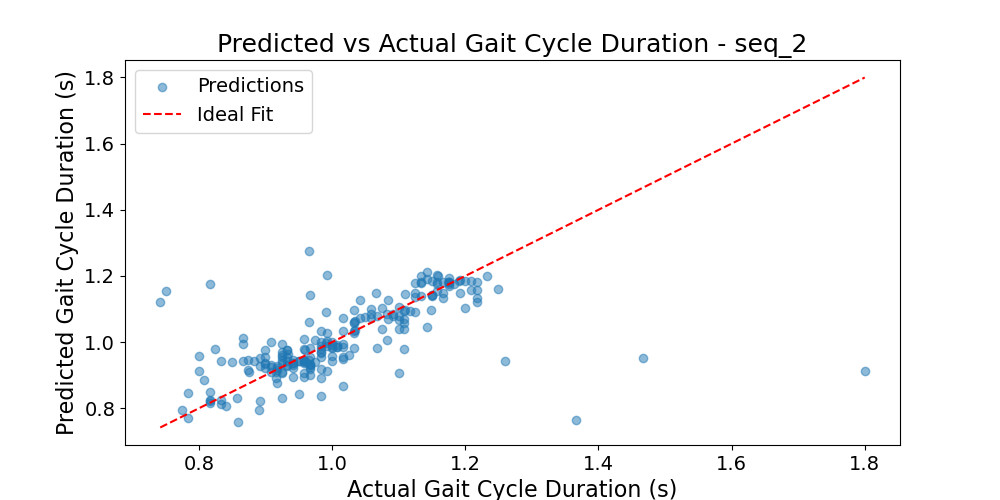 Predicted vs Actual Gait Cycle Duration - seq_2
Predictions
Ideal Fit
Predicted Gait Cycle Duration (s)
1.8
1.6
1.4
1.2
1.0
0.8
0.8 1.0 1.2 1.4 1.6 1.8
Actual Gait Cycle Duration (s)